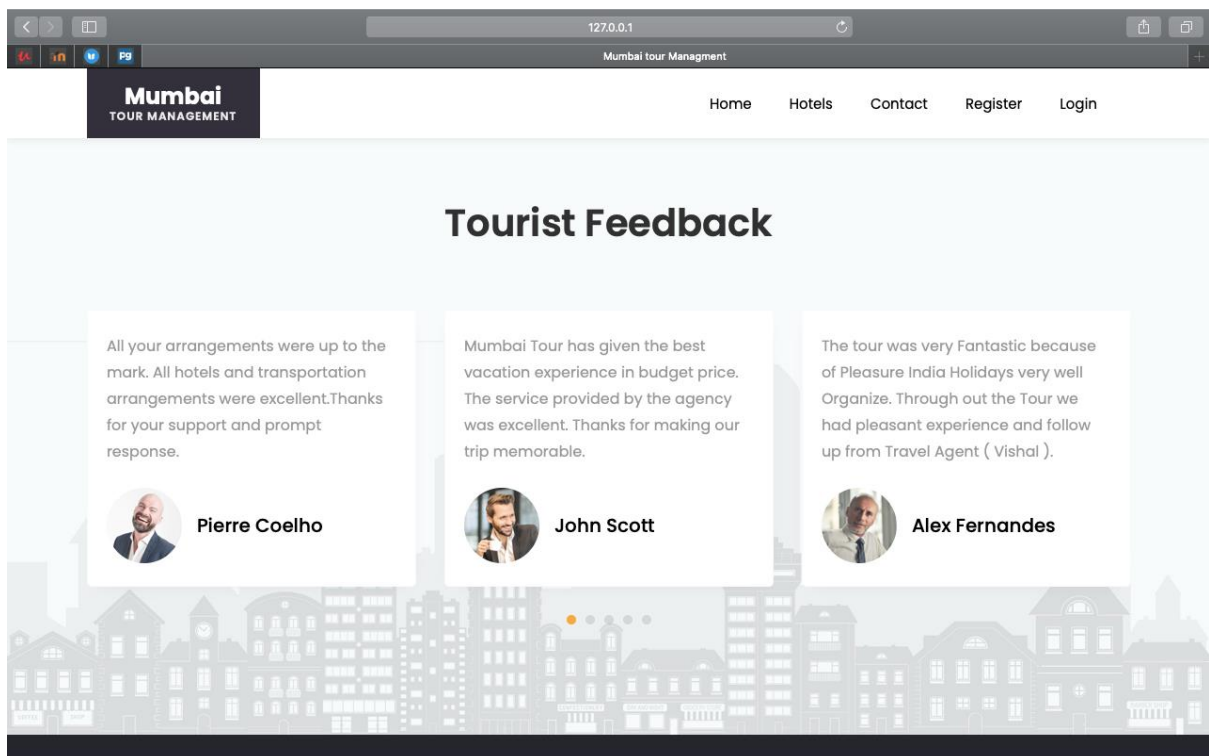 127.0.0.1
in
Pg
Mumbai tour Managment
Mumbai
TOUR MANAGEMENT
Home Hotels Contact Register Login
Tourist Feedback
All your arrangements were up to the
mark. All hotels and transportation
arrangements were excellent.Thanks
for your support and prompt
response.
Pierre Coelho
Mumbai Tour has given the best
vacation experience in budget price.
The service provided by the agency
was excellent. Thanks for making our
trip memorable.
John Scott
The tour was very Fantastic because
of Pleasure India Holidays very well
Organize. Through out the Tour we
had pleasant experience and follow
up from Travel Agent ( Vishal ).
Alex Fernandes